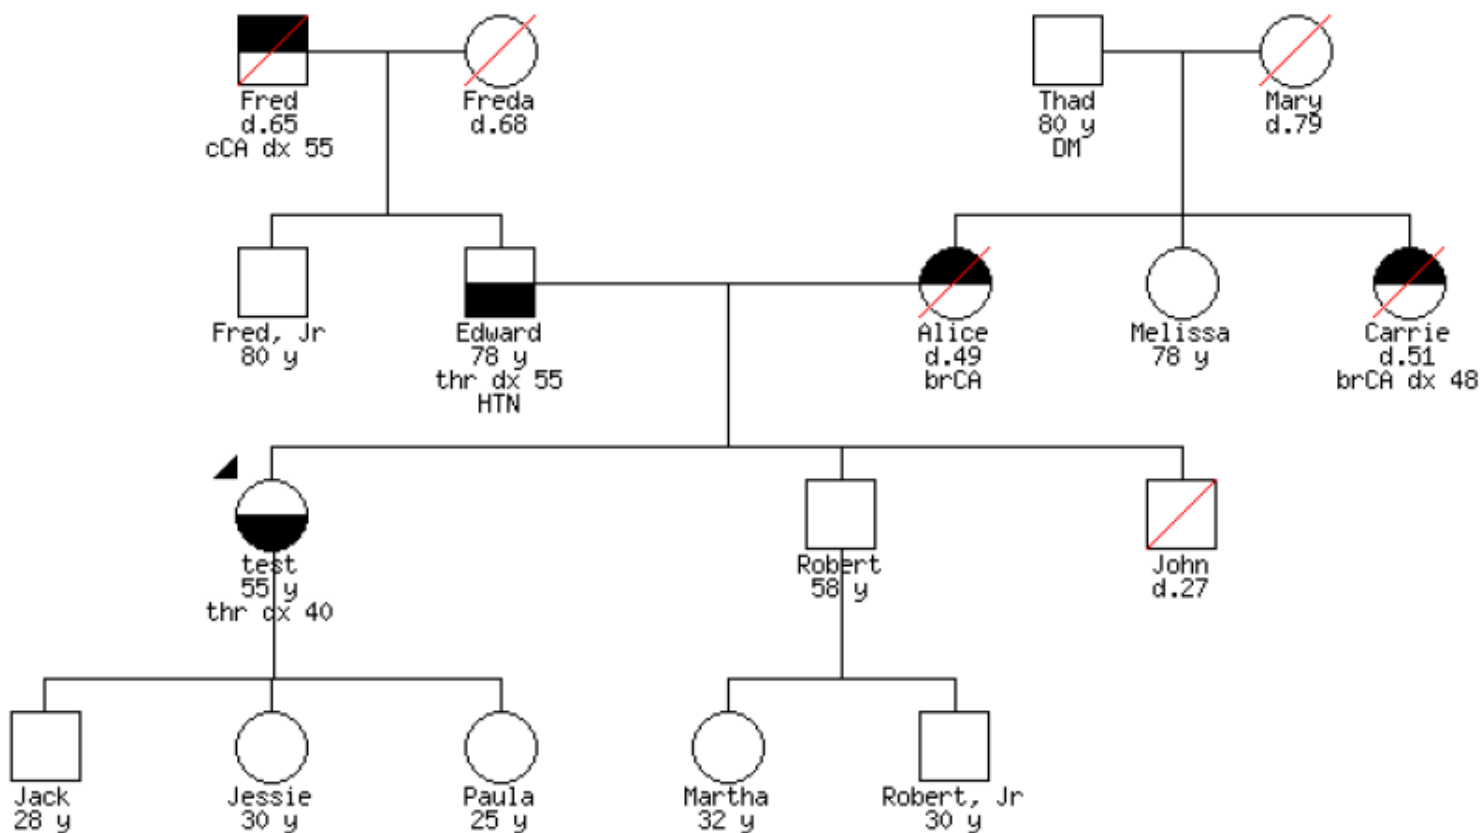 Fred
d.65
cCA dx 55
Freda
d.68
Thad
80 y
DM
Mary
d.79
Fred, Jr
80 y
Edward
78 y
thr dx 55
HTN
Alice
d.49
brCA
Melissa
78 y
Carrie
d.51
brCA dx 48
test
55 y
thr dx 40
Robert
58 y
John
d.27
Jack
28 y
Jessie
30 y
Paula
25 y
Martha
32 y
Robert, Jr
30 y